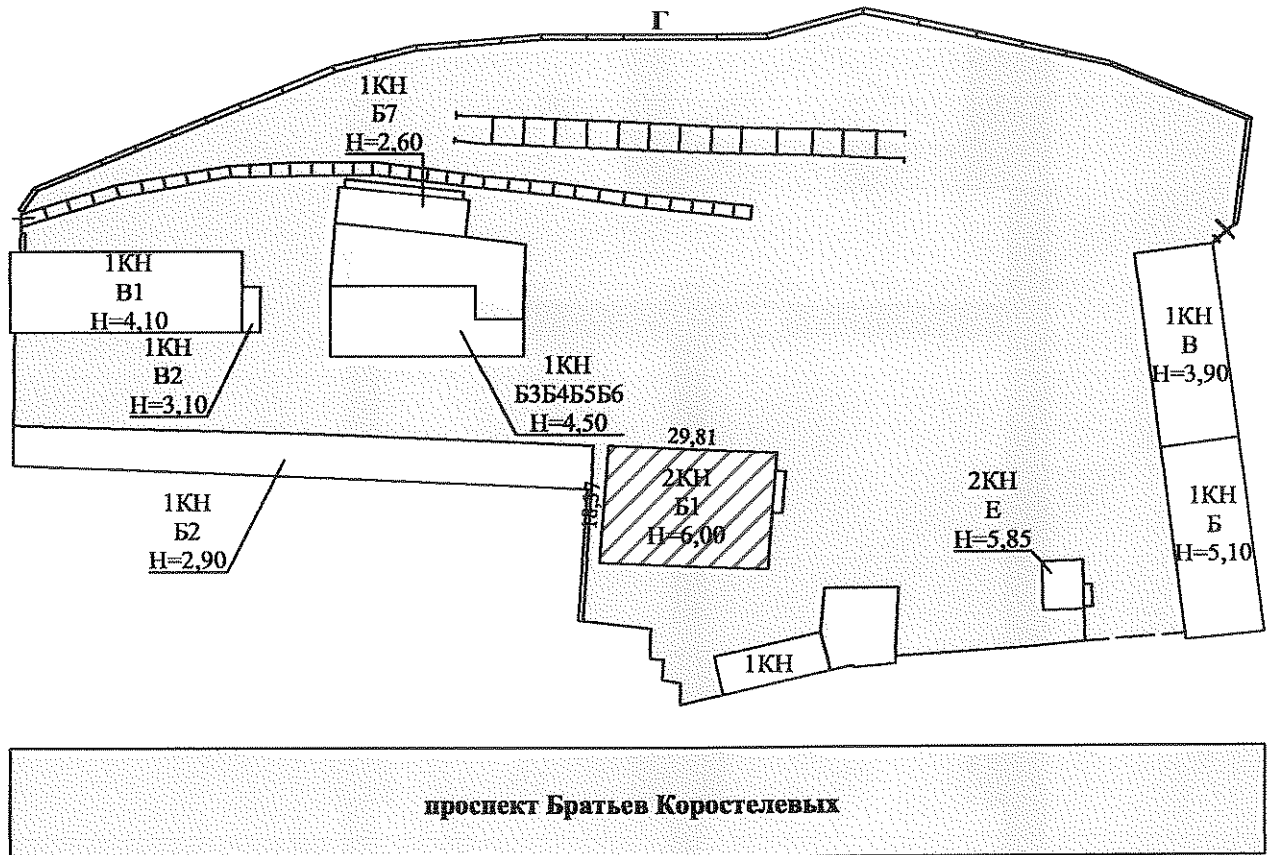 Г
1КН
Б7
Н=2,60
1КН
В1
Н=4,10
1КН
В2
Н=3,10
1КН
Б3Б4Б5Б6
Н=4,50
1КН
В
Н=3,90
29,81
2КН
Б1
Н=6,00
2КН
Е
Н=5,85
1КН
Б
Н=5,10
1КН
Б2
Н=2,90
1КН
проспект Братьев Коростелевых